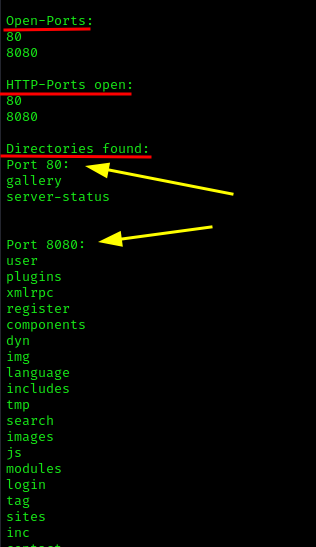 Open-Ports:
80
8080
HTTP-Ports open:
80
8080
Directories found:
Port 80:
gallery
server-status
Port 8080:
user
plugins
xmlrpc
register
components
dyn
img
language
includes
tmp
search
images
js
modules
login
tag
sites
inc